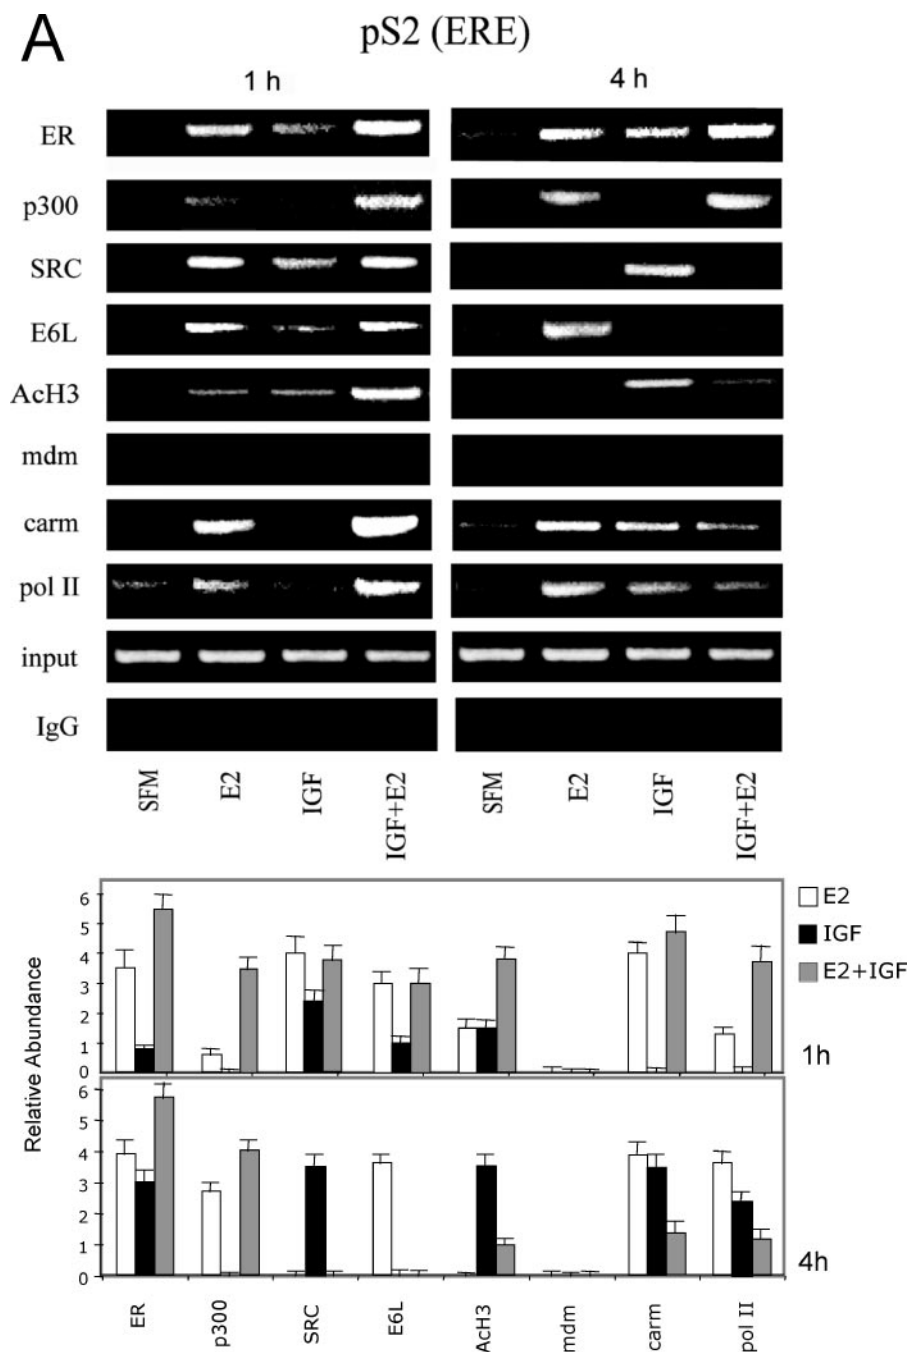 A
pS2 (ERE)
1 h
4 h
ER
p300
SRC
E6L
AcH3
mdm
carm
pol II
input
IgG
SFM
E2
IGF
IGF+E2
SFM
E2
IGF
IGF+E2
Relative Abundance
6
5
4
3
2
1
0
1h
E2
IGF
E2+IGF
6
5
4
3
2
1
0
4h
ER
p300
SRC
E6L
AcH3
mdm
carm
pol II